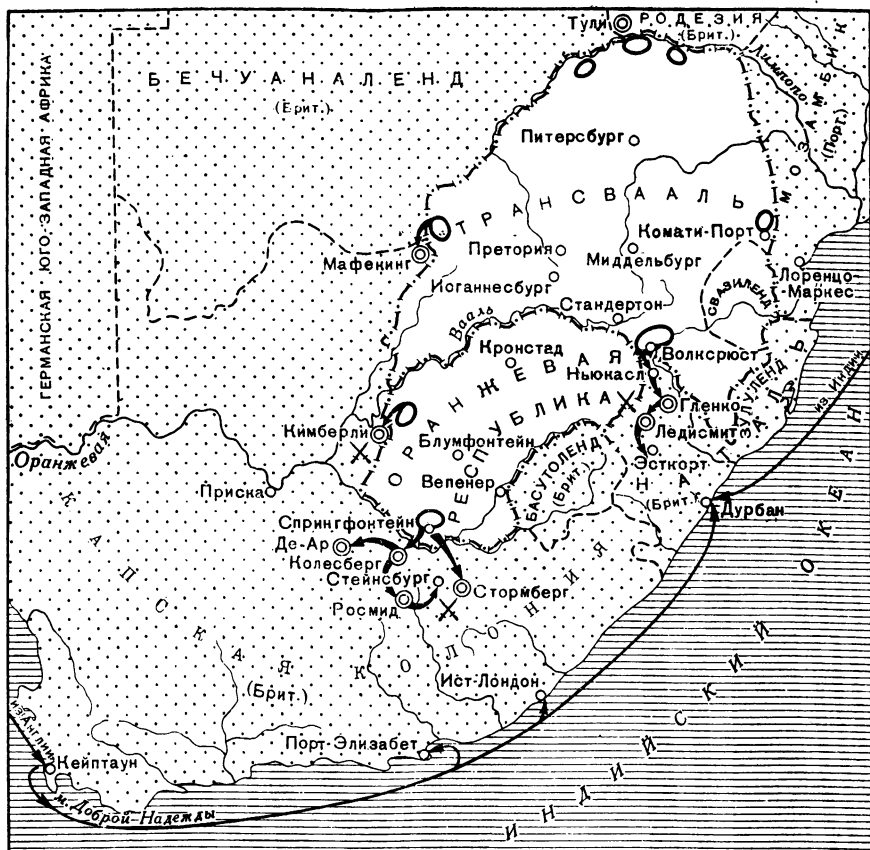 Тули
РОДЕЗИЯ
(Брит.)
БЕЧУАНАЛЕНД
(Брит.)
Лимпопо
МОЗАМБИК
(Порт.)
ГЕРМАНСКАЯ ЮГО-ЗАПАДНАЯ АФРИКА
Питерсбург
ТРАНСВААЛЬ
Мафекинг
Претория
Миддельбург
Комати-Порт
Иоганнесбург
Лоренцо-
Маркес
СВАЗИЛЕНД
Стандертон
Вааль
Кронстад
Волксрюст
Ньюкасл
ОРАНЖЕВАЯ
РЕСПУБЛИКА
Гленко
ЗУЛУЛЕНД
из Индии
Кимберли
Блумфонтейн
Ледисмит
Оранжевая
Эсткорт
НАТАЛЬ
(Брит.)
Приска
Вепенер
БАСУТОЛЕНД
(Брит.)
Дурбан
Спрингфонтейн
Де-Ар
Колесберг
Стейнсбург
Стормберг
Росмид
КАПСКАЯ КОЛОНИЯ
(Брит.)
Ист-Лондон
Порт-Элизабет
из Англии
Кейптаун
м. Доброй Надежды
ИНДИЙСКИЙ ОКЕАН